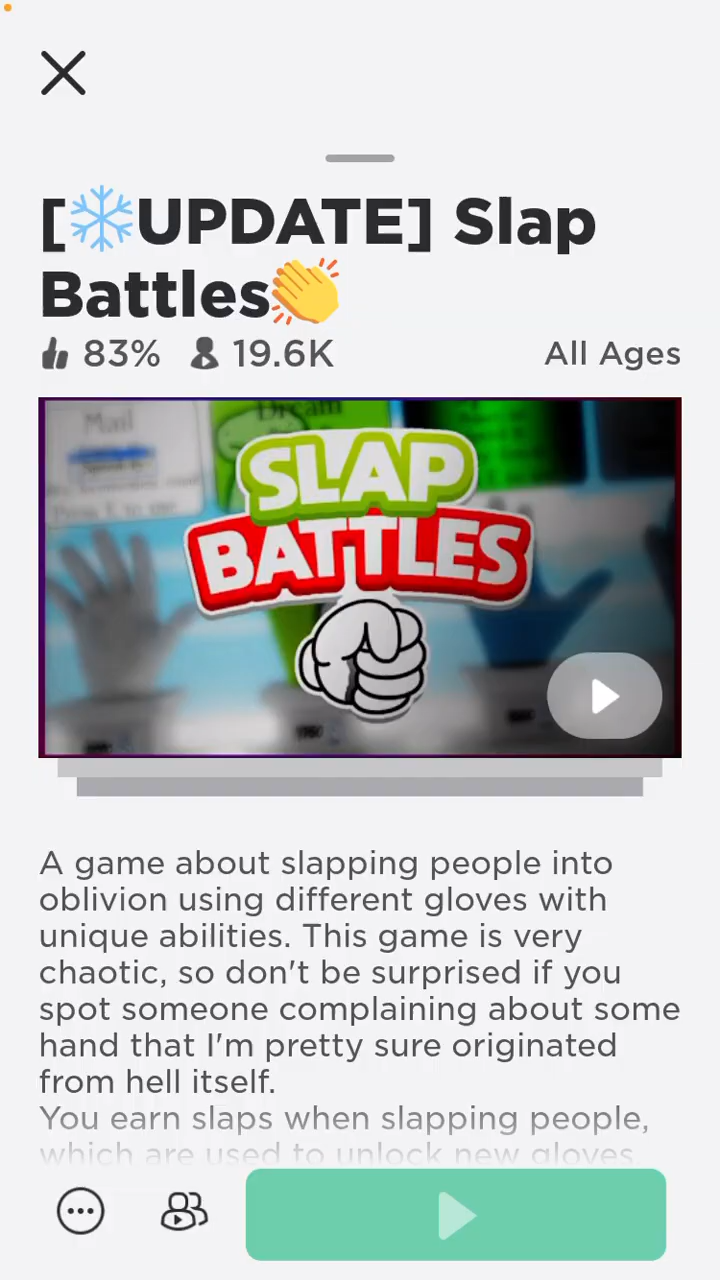 [❄️UPDATE] Slap
Battles👏
83% 19.6K All Ages
Mail
Dream
SLAP
BATTLES
A game about slapping people into
oblivion using different gloves with
unique abilities. This game is very
chaotic, so don't be surprised if you
spot someone complaining about some
hand that I'm pretty sure originated
from hell itself.
You earn slaps when slapping people,
which are used to unlock new gloves.